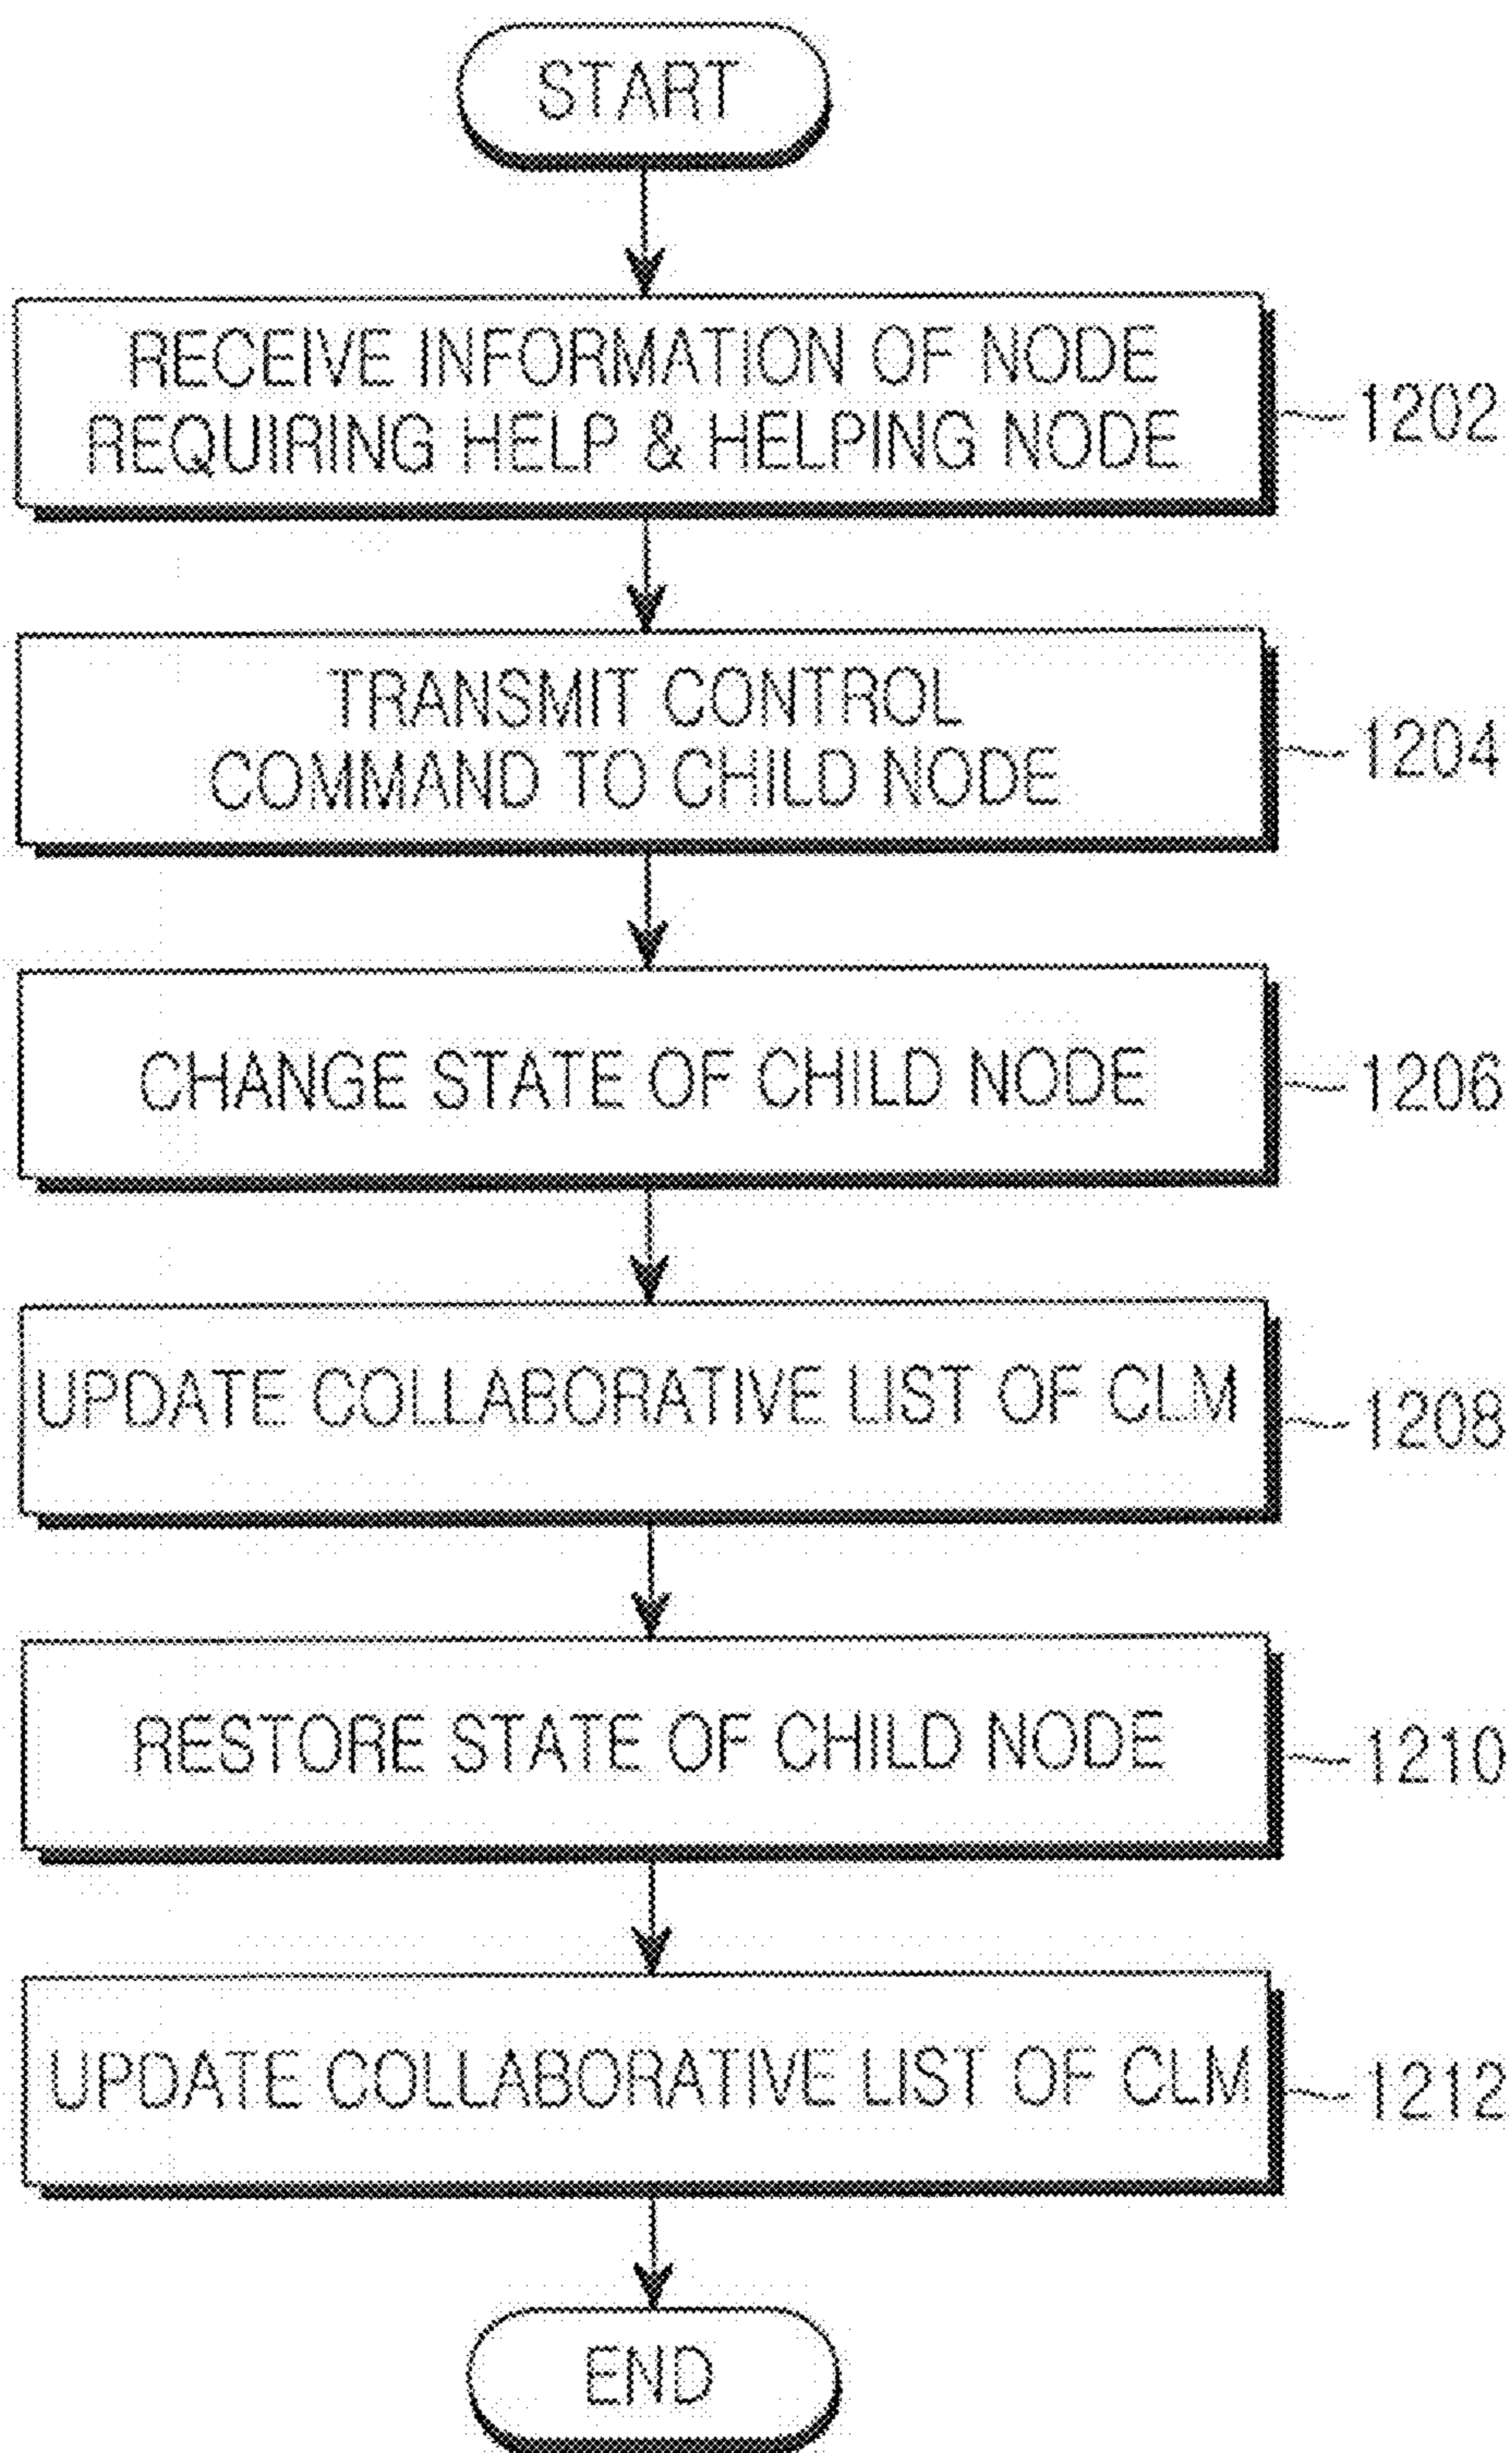 START
RECEIVE INFORMATION OF NODE
REQUIRING HELP & HELPING NODE
1202
TRANSMIT CONTROL
COMMAND TO CHILD NODE
1204
CHANGE STATE OF CHILD NODE
1206
UPDATE COLLABORATIVE LIST OF CLM
1208
RESTORE STATE OF CHILD NODE
1210
UPDATE COLLABORATIVE LIST OF CLM
1212
END